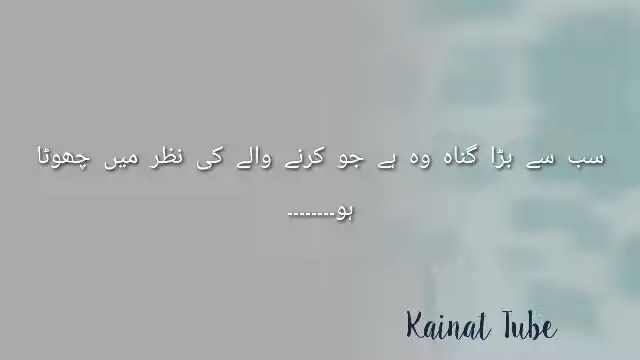 سب سے بڑا گناہ وہ ہے جو کرنے والے کی نظر میں چھوٹا
ہو--------
Kainat Tube